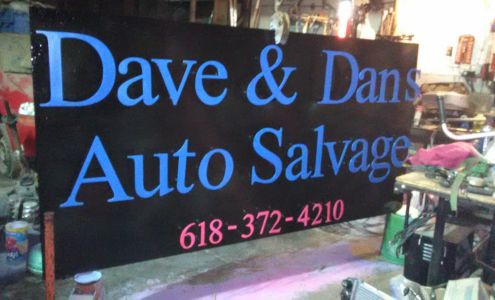 Dave & Dans
Auto Salvage
618-372-4210